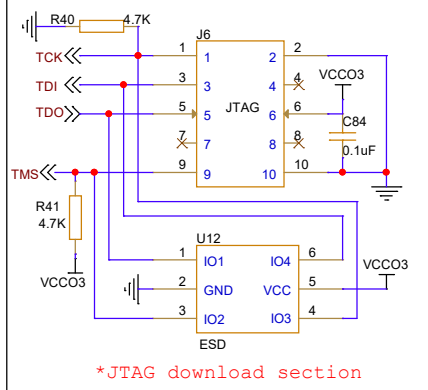 R40 4.7K
J6
TCK 1 1 2 2
VCCO3
TDI 3 3 4 4
JTAG
TDO 5 5 6 6
C84
0.1uF
7 7 8 8
TMS 9 9 10 10
R41
4.7K
VCCO3
U12
1 IO1 IO4 6
2 GND VCC 5
VCCO3
3 IO2 IO3 4
ESD
*JTAG download section